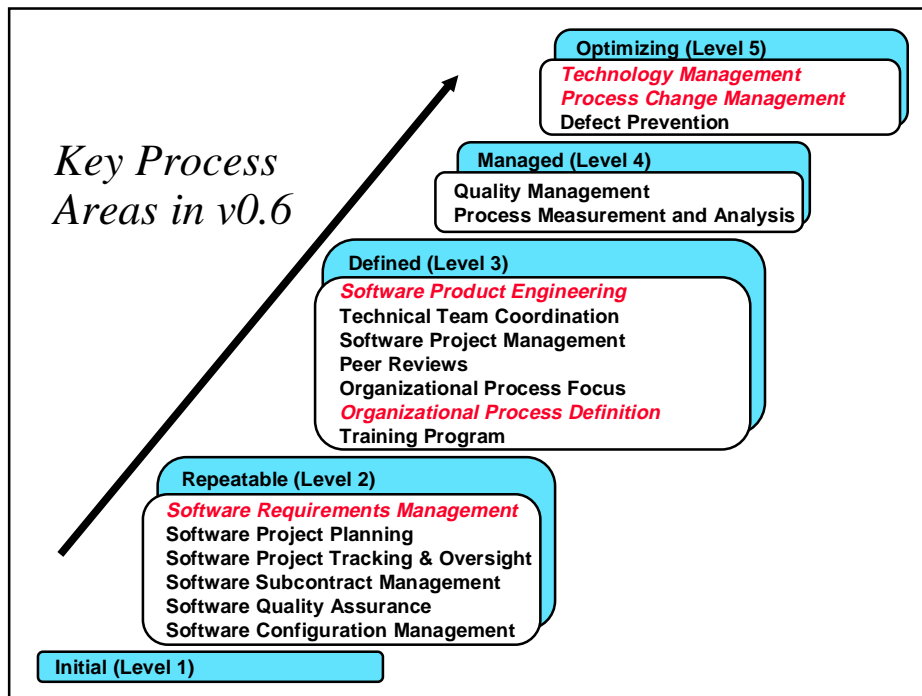 Key Process
Areas in v0.6
Optimizing (Level 5)
Technology Management
Process Change Management
Defect Prevention
Managed (Level 4)
Quality Management
Process Measurement and Analysis
Defined (Level 3)
Software Product Engineering
Technical Team Coordination
Software Project Management
Peer Reviews
Organizational Process Focus
Organizational Process Definition
Training Program
Repeatable (Level 2)
Software Requirements Management
Software Project Planning
Software Project Tracking & Oversight
Software Subcontract Management
Software Quality Assurance
Software Configuration Management
Initial (Level 1)